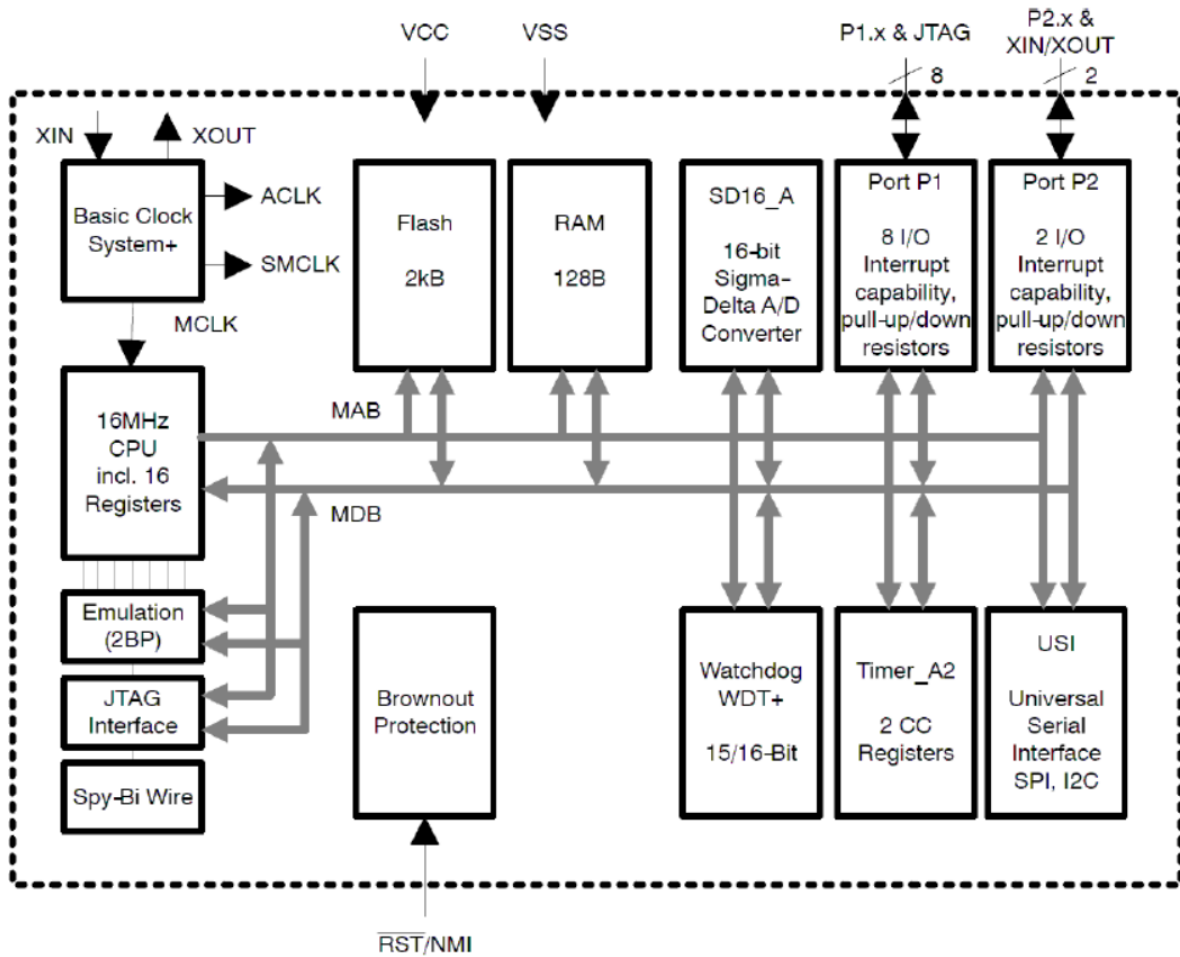 VCC
VSS
P1.x & JTAG
P2.x &
XIN/XOUT
8
2
XIN
XOUT
Basic Clock
System+
ACLK
SMCLK
MCLK
Flash
2kB
RAM
128B
SD16_A
16-bit
Sigma-
Delta A/D
Converter
Port P1
8 I/O
Interrupt
capability,
pull-up/down
resistors
Port P2
2 I/O
Interrupt
capability,
pull-up/down
resistors
16MHz
CPU
incl. 16
Registers
MAB
MDB
Emulation
(2BP)
JTAG
Interface
Spy-Bi Wire
Brownout
Protection
Watchdog
WDT+
15/16-Bit
Timer_A2
2 CC
Registers
USI
Universal
Serial
Interface
SPI, I2C
RST/NMI